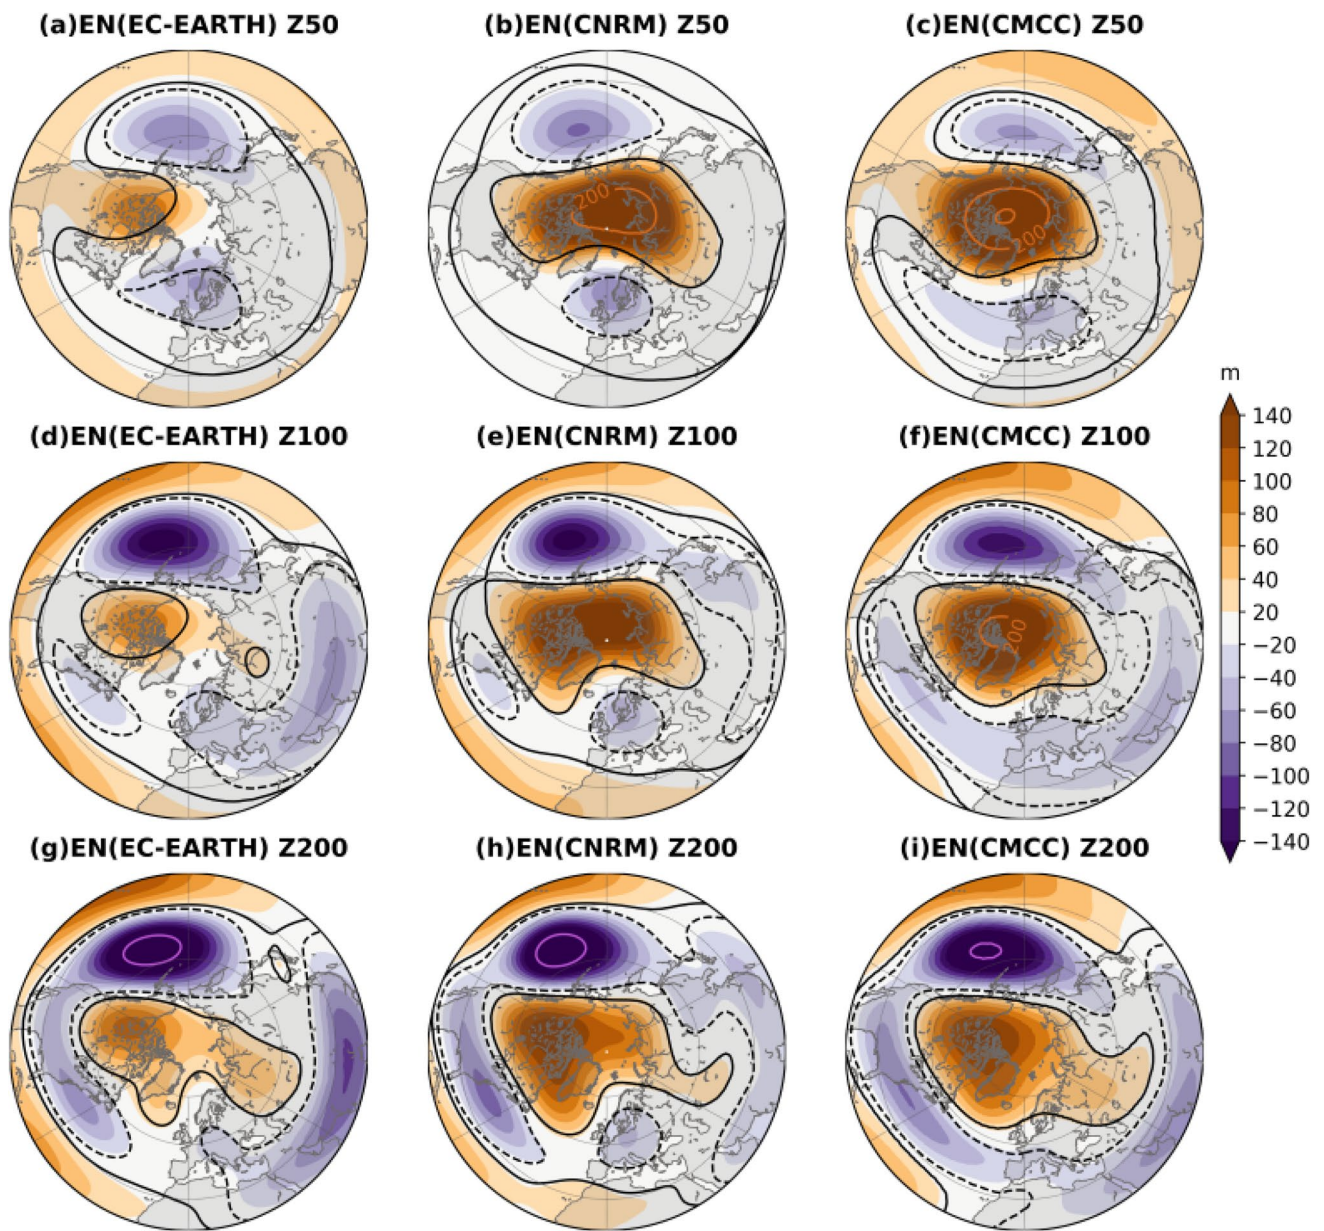 (a)EN(EC-EARTH) Z50
(b)EN(CNRM) Z50
(c)EN(CMCC) Z50
200
200
m
(d)EN(EC-EARTH) Z100
(e)EN(CNRM) Z100
(f)EN(CMCC) Z100
140
120
100
80
60
40
20
−20
−40
−60
−80
−100
−120
−140
200
(g)EN(EC-EARTH) Z200
(h)EN(CNRM) Z200
(i)EN(CMCC) Z200